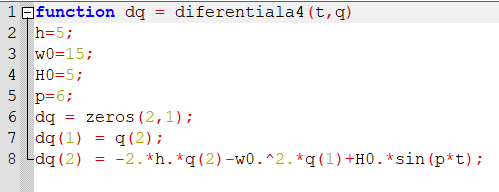 1 function dq = diferentiala4(t,q)
2 h=5;
3 w0=15;
4 H0=5;
5 p=6;
6 dq = zeros(2,1);
7 dq(1) = q(2);
8 dq(2) = -2.*h.*q(2)-w0.^2.*q(1)+H0.*sin(p*t);